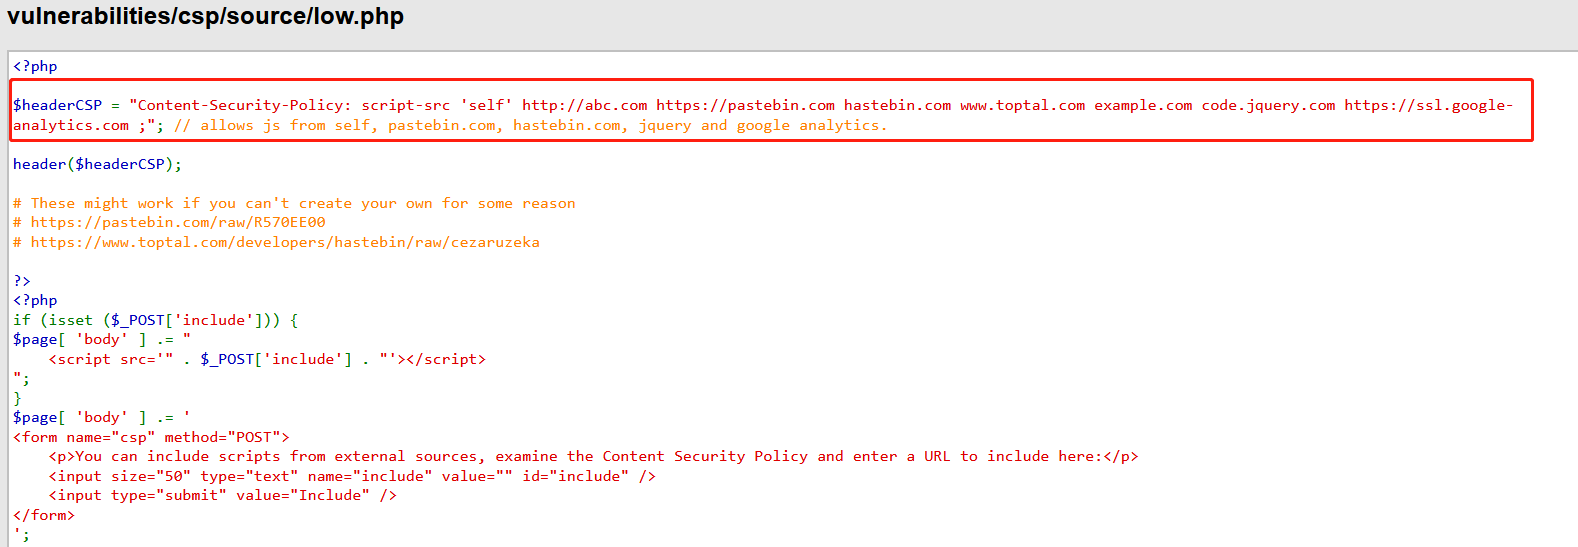 vulnerabilities/csp/source/low.php
<?php
$headerCSP = "Content-Security-Policy: script-src 'self' http://abc.com https://pastebin.com hastebin.com www.toptal.com example.com code.jquery.com https://ssl.google-
analytics.com ;"; // allows js from self, pastebin.com, hastebin.com, jquery and google analytics.
header($headerCSP);
# These might work if you can't create your own for some reason
# https://pastebin.com/raw/R570EE00
# https://www.toptal.com/developers/hastebin/raw/cezaruzeka
?>
<?php
if (isset ($_POST['include'])) {
$page[ 'body' ] .= "
    <script src='" . $_POST['include'] . "'></script>
";
}
$page[ 'body' ] .= '
<form name="csp" method="POST">
    <p>You can include scripts from external sources, examine the Content Security Policy and enter a URL to include here:</p>
    <input size="50" type="text" name="include" value="" id="include" />
    <input type="submit" value="Include" />
</form>
';